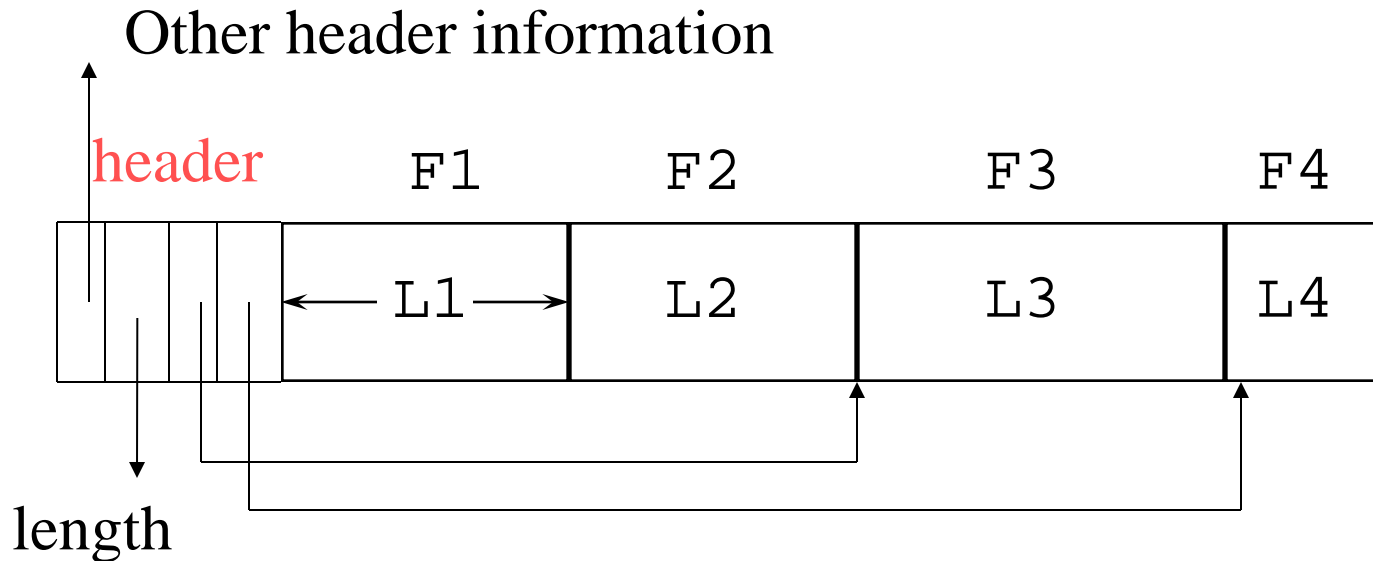 Other header information
header
F1 F2 F3 F4
L1 L2 L3 L4
length